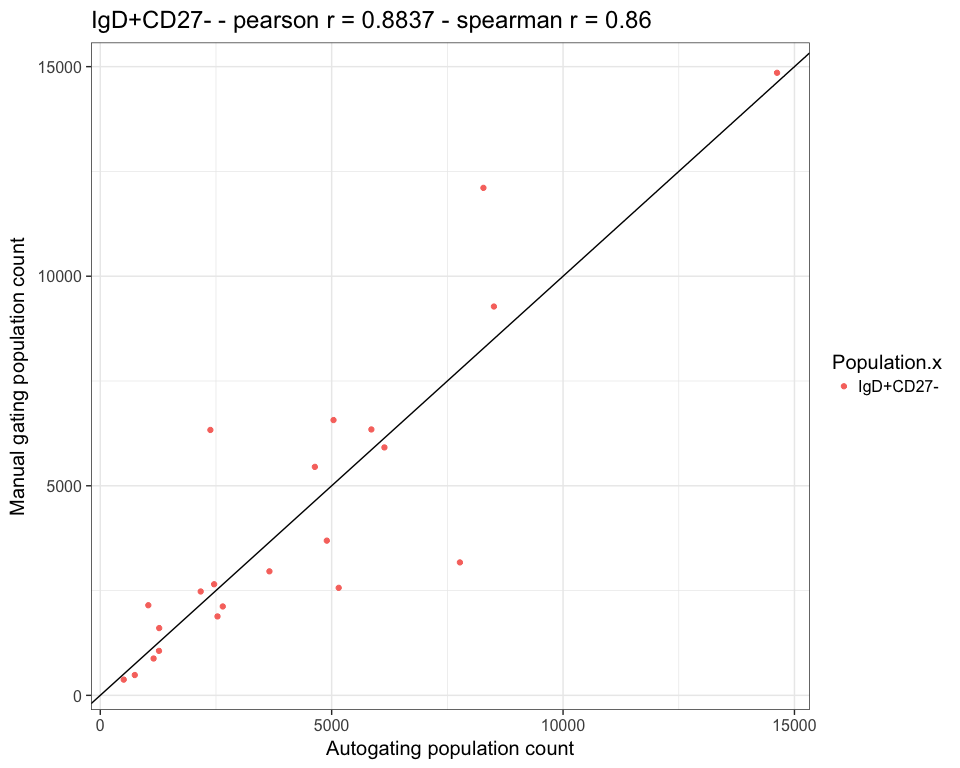 IgD+CD27- - pearson r = 0.8837 - spearman r = 0.86
Manual gating population count
15000
10000
5000
0
0 5000 10000 15000
Autogating population count
Population.x
IgD+CD27-